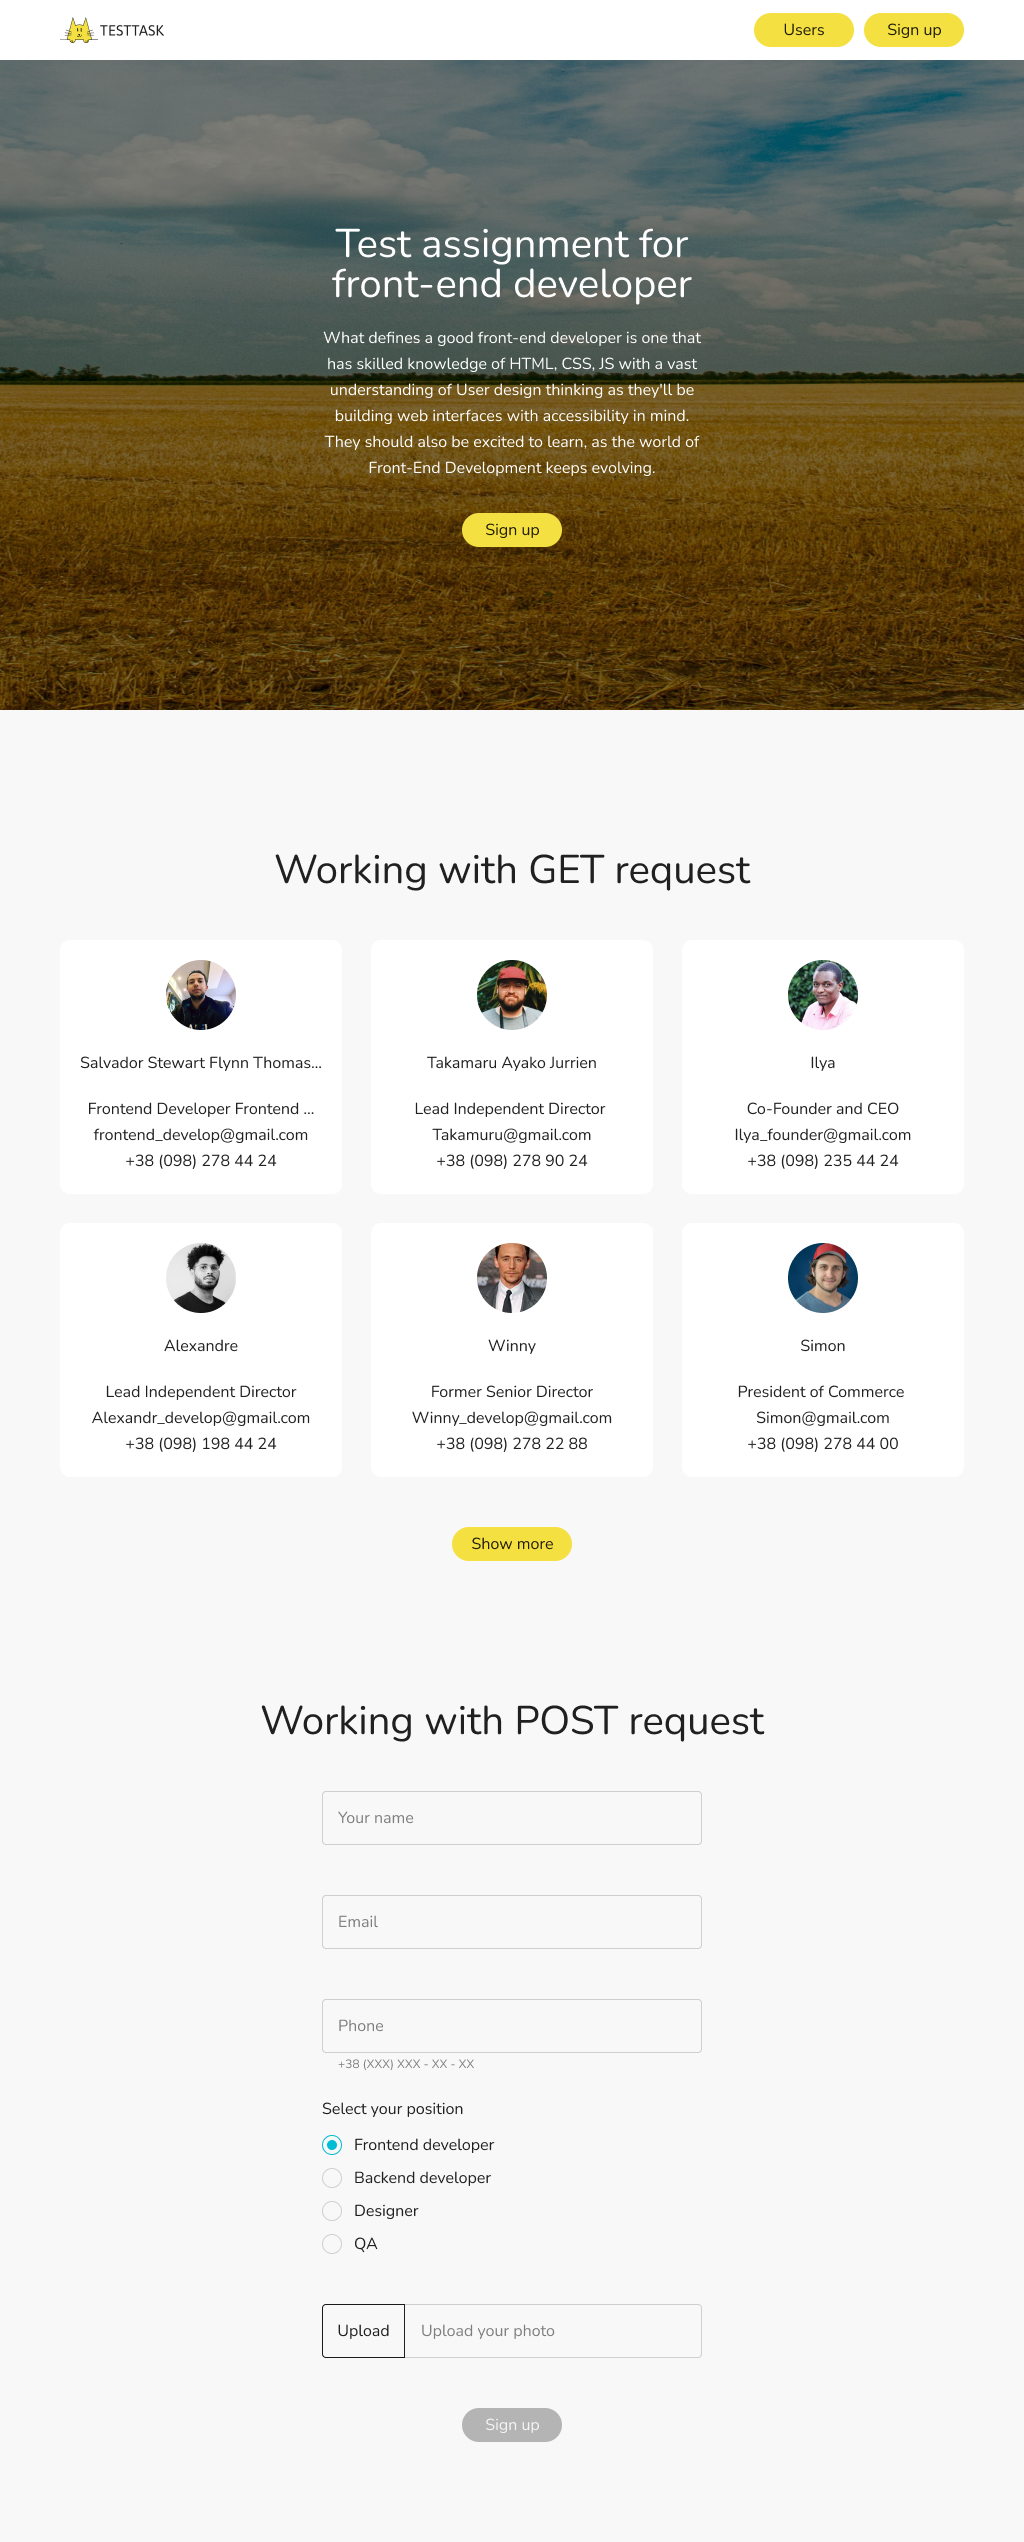 TESTTASK
Users
Sign up
Test assignment for
front-end developer
What defines a good front-end developer is one that
has skilled knowledge of HTML, CSS, JS with a vast
understanding of User design thinking as they'll be
building web interfaces with accessibility in mind.
They should also be excited to learn, as the world of
Front-End Development keeps evolving.
Sign up
Working with GET request
Salvador Stewart Flynn Thomas...
Frontend Developer Frontend ...
frontend_develop@gmail.com
+38 (098) 278 44 24
Takamaru Ayako Jurrien
Lead Independent Director
Takamuru@gmail.com
+38 (098) 278 90 24
Ilya
Co-Founder and CEO
Ilya_founder@gmail.com
+38 (098) 235 44 24
Alexandre
Lead Independent Director
Alexandr_develop@gmail.com
+38 (098) 198 44 24
Winny
Former Senior Director
Winny_develop@gmail.com
+38 (098) 278 22 88
Simon
President of Commerce
Simon@gmail.com
+38 (098) 278 44 00
Show more
Working with POST request
Your name
Email
Phone
+38 (XXX) XXX - XX - XX
Select your position
Frontend developer
Backend developer
Designer
QA
Upload
Upload your photo
Sign up